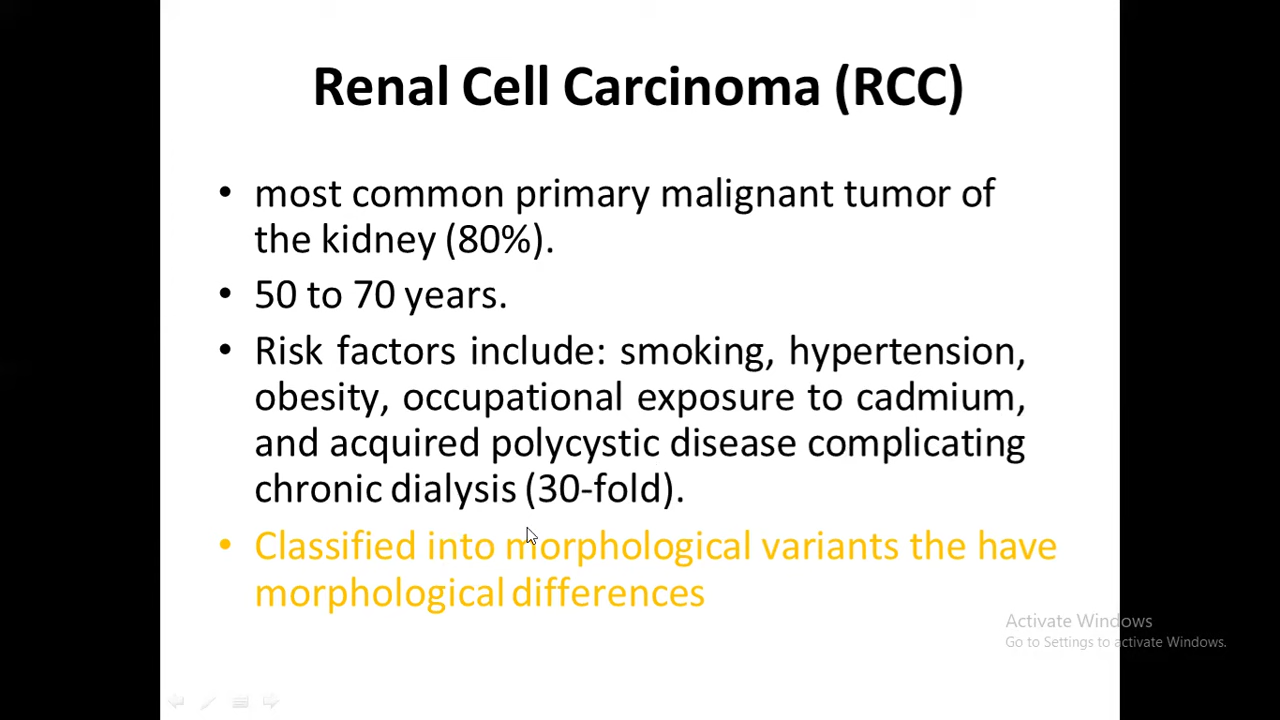 Renal Cell Carcinoma (RCC)
• most common primary malignant tumor of
the kidney (80%).
• 50 to 70 years.
• Risk factors include: smoking, hypertension,
obesity, occupational exposure to cadmium,
and acquired polycystic disease complicating
chronic dialysis (30-fold).
• Classified into morphological variants the have
morphological differences
Activate Windows
Go to Settings to activate Windows.